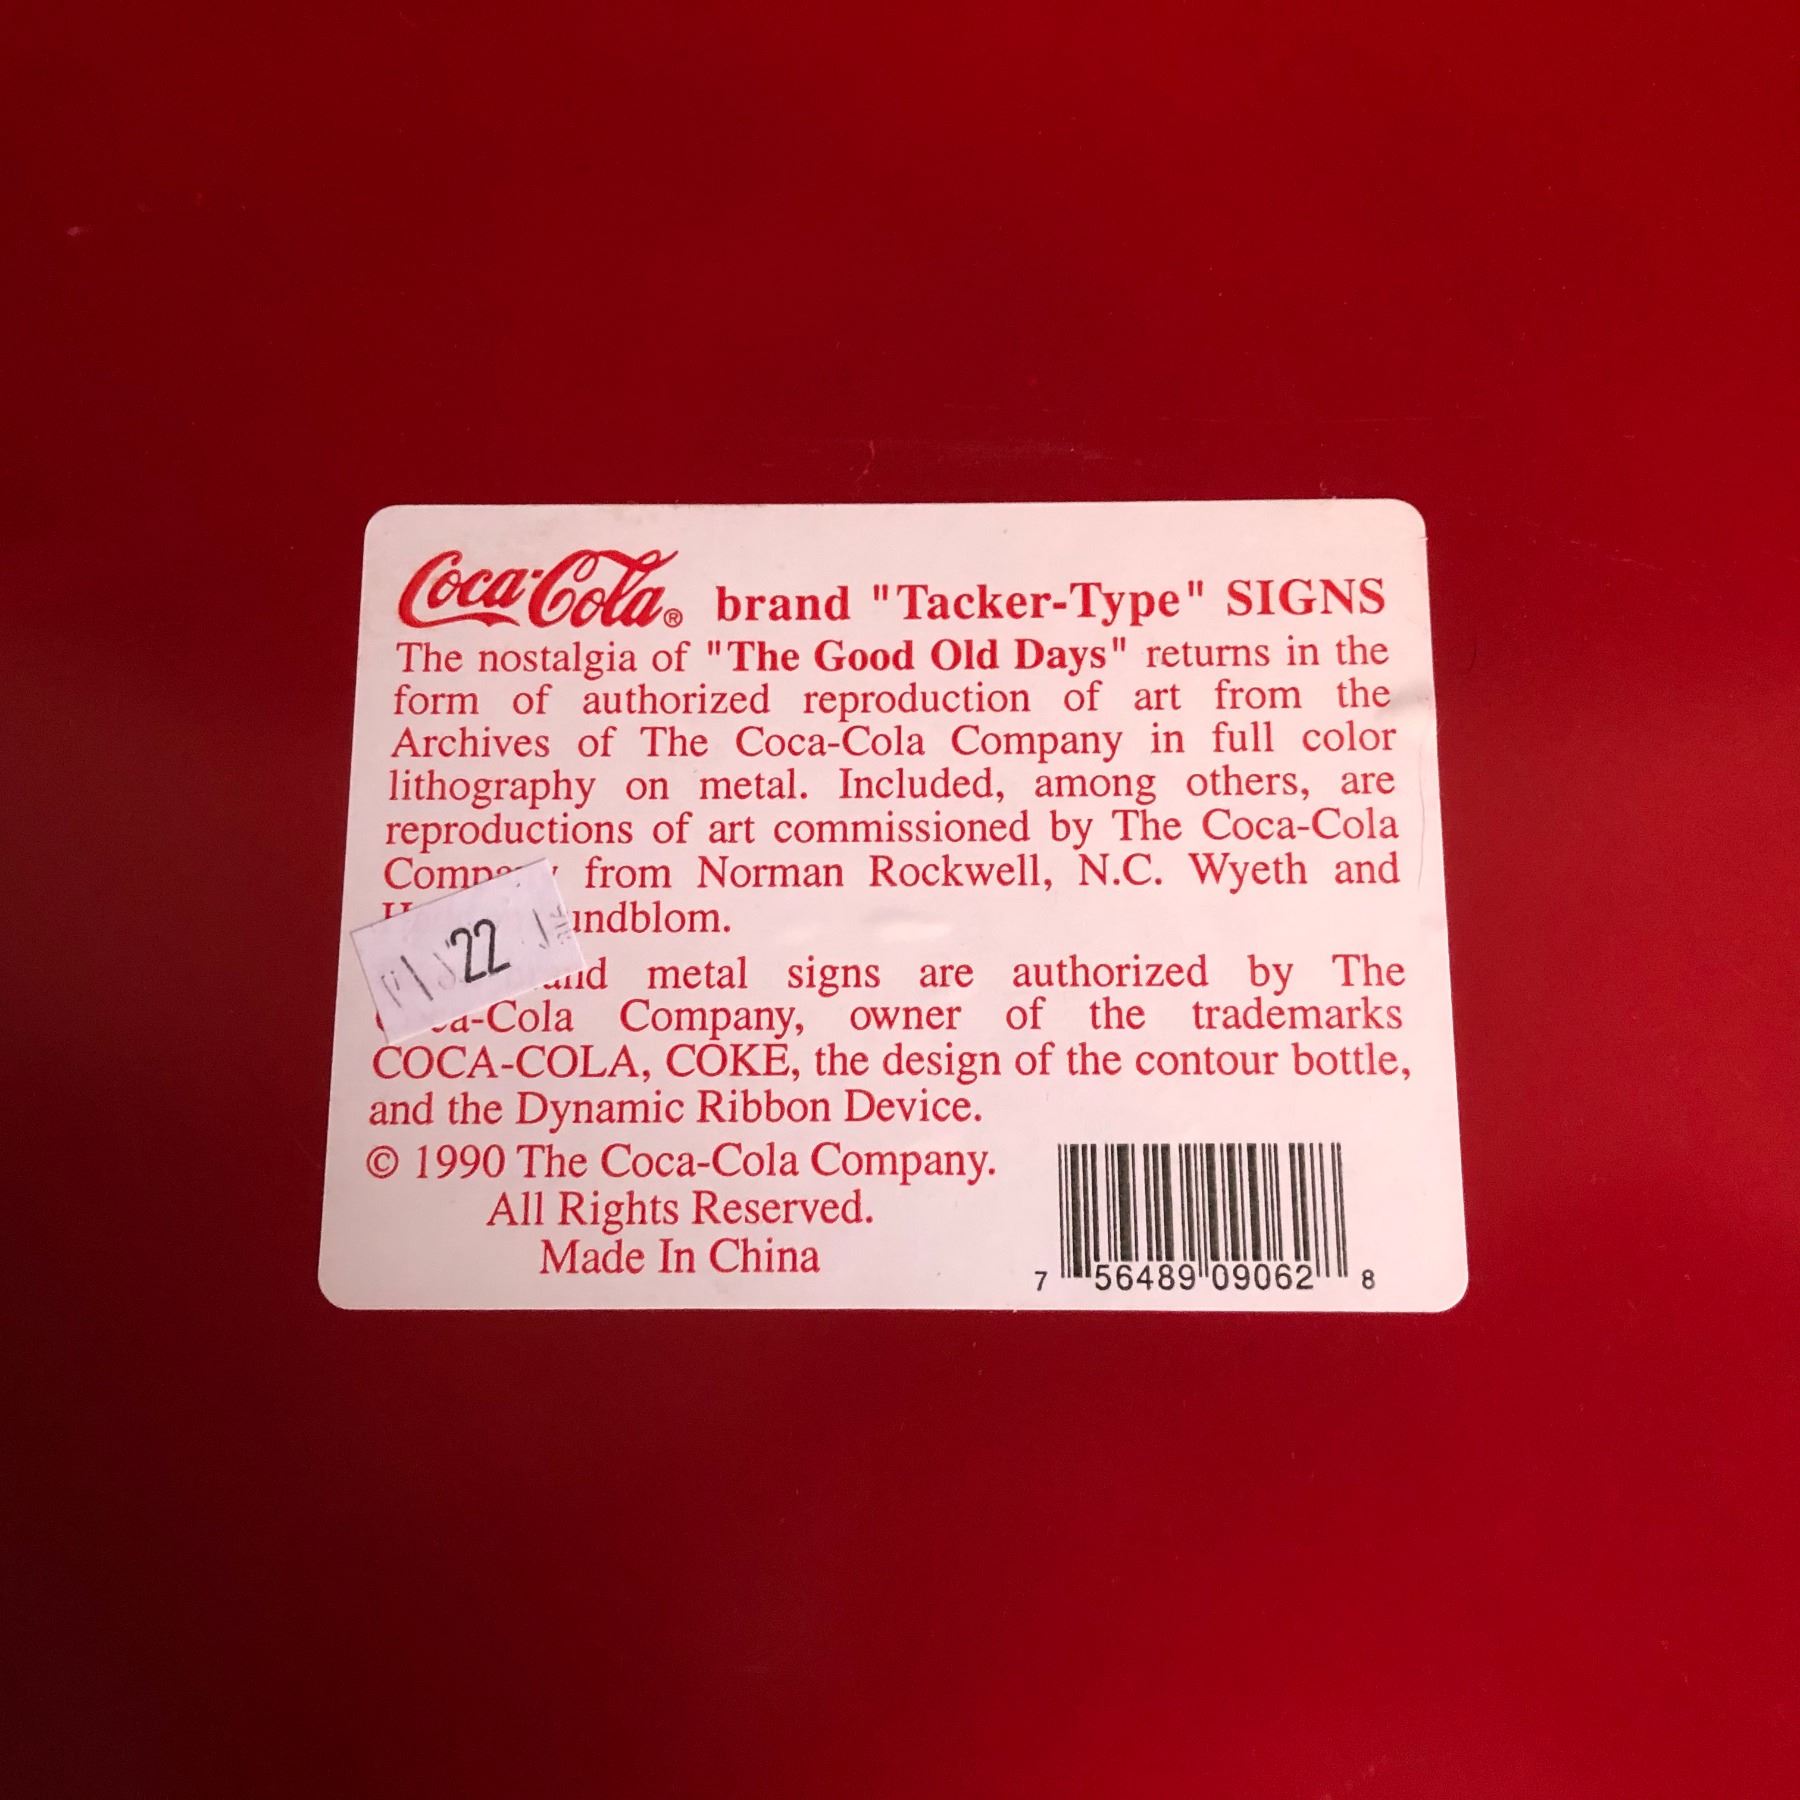 Coca-Cola® brand "Tacker-Type" SIGNS
The nostalgia of "The Good Old Days" returns in the
form of authorized reproduction of art from the
Archives of The Coca-Cola Company in full color
lithography on metal. Included, among others, are
reproductions of art commissioned by The Coca-Cola
from Norman Rockwell, N.C. Wyeth and
22
metal signs are authorized by The
Company, owner of the trademarks
COCA-COLA, COKE, the design of the contour bottle,
and the Dynamic Ribbon Device.
© 1990 The Coca-Cola Company.
All Rights Reserved.
Made In China
7 56489 09062 8